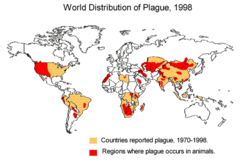 World Distribution of Plague, 1998
Countries reported plague, 1970-1998.
Regions where plague occurs in animals.